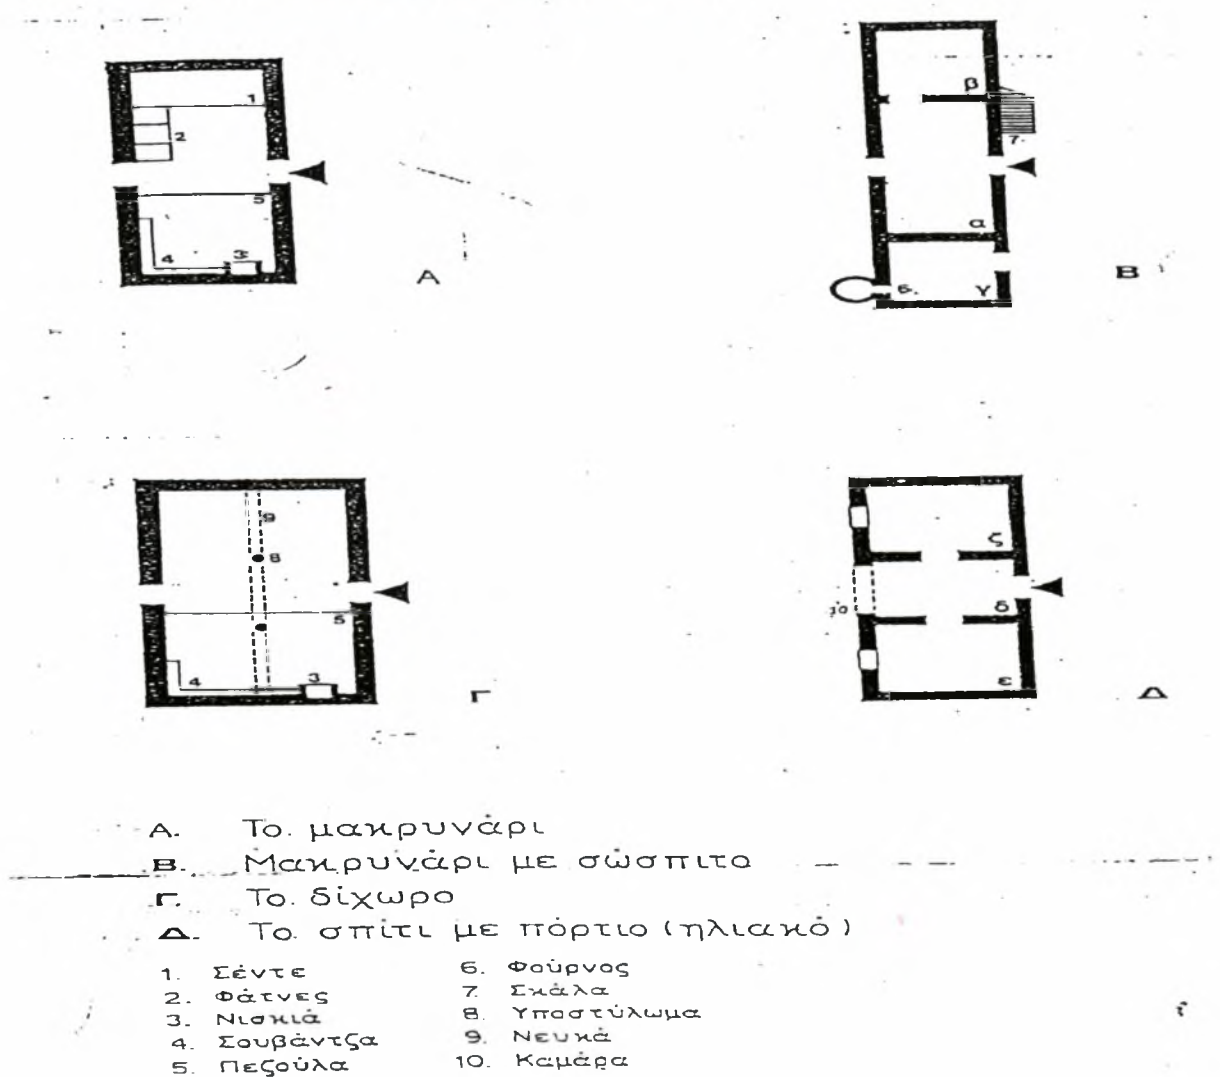 1
2
5
4
3
Α
β
7.
α
6.
γ
Β
9
8
5
4
3
Γ
ζ
10
δ
ε
Δ
Α. Το. μακρυνάρι
Β. Μακρυνάρι με σώσπιτο
Γ. Το. δίχωρο
Δ. Το. σπίτι με πόρτιο (ηλιακό)
1. Σέντε 6. Φούρνος
2. Φάτνες 7. Σκάλα
3. Νισκιά 8. Υποστύλωμα
4. Σουβάντζα 9. Νευκά
5. Πεζούλα 10. Καμάρα